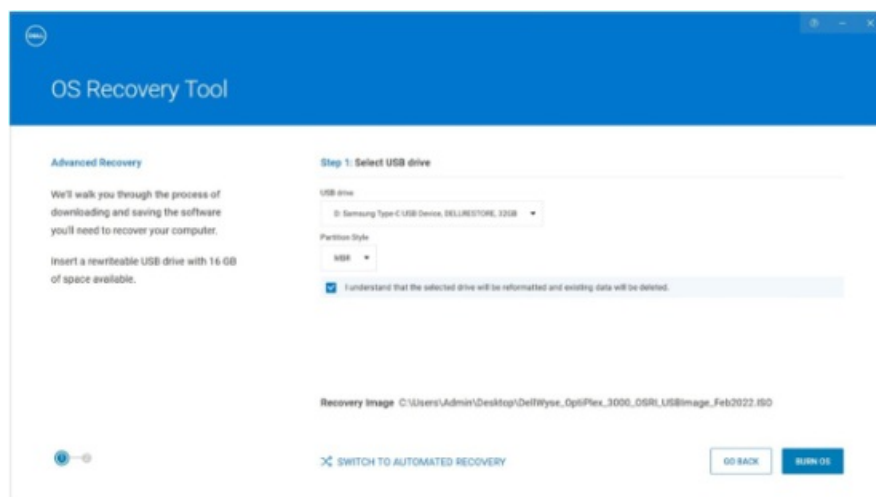 DELL
OS Recovery Tool
Advanced Recovery
We'll walk you through the process of
downloading and saving the software
you'll need to recover your computer.
Insert a rewriteable USB drive with 16 GB
of space available.
Step 1: Select USB drive
USB drive
D: Samsung Type-C USB Device, DELLRESTORE, 32GB
Partition Style
MBR
I understand that the selected drive will be reformatted and existing data will be deleted.
Recovery Image C:\Users\Admin\Desktop\DellWyse_OptiPlex_3000_OSRI_USBImage_Feb2022.ISO
SWITCH TO AUTOMATED RECOVERY
GO BACK
BURN OS